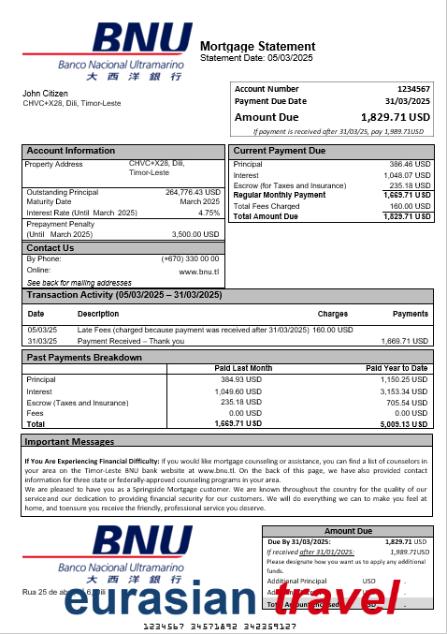 BNU
Banco Nacional Ultramarino
大 西 洋 銀 行
Mortgage Statement
Statement Date: 05/03/2025
John Citizen
CHVC+X28, Dili, Timor-Leste
Account Number 1234567
Payment Due Date 31/03/2025
Amount Due 1,829.71 USD
If payment is received after 31/03/25, pay 1,989.71USD
Account Information
Property Address CHVC+X28, Dili,
Timor-Leste
Outstanding Principal 264,776.43 USD
Maturity Date March 2025
Interest Rate (Until March 2025) 4.75%
Prepayment Penalty
(Until March 2025) 3,500.00 USD
Contact Us
By Phone: (+670) 330 00 00
Online: www.bnu.tl
See back for mailing addresses
Current Payment Due
Principal 386.46 USD
Interest 1,048.07 USD
Escrow (for Taxes and Insurance) 235.18 USD
Regular Monthly Payment 1,669.71 USD
Total Fees Charged 160.00 USD
Total Amount Due 1,829.71 USD
Transaction Activity (05/03/2025 – 31/03/2025)
Date Description Charges Payments
05/03/25 Late Fees (charged because payment was received after 31/03/2025) 160.00 USD
31/03/25 Payment Received – Thank you 1,669.71 USD
Past Payments Breakdown
Paid Last Month Paid Year to Date
Principal 384.93 USD 1,150.25 USD
Interest 1,049.60 USD 3,153.34 USD
Escrow (Taxes and Insurance) 235.18 USD 705.54 USD
Fees 0.00 USD 0.00 USD
Total 1,669.71 USD 5,009.13 USD
Important Messages
If You Are Experiencing Financial Difficulty: if you would like mortgage counseling or assistance, you can find a list of counselors in
your area on the Timor-Leste BNU bank website at www.bnu.tl. On the back of this page, we have also provided contact
information for three state or federally-approved counseling programs in your area.
We are pleased to have you as a Springside Mortgage customer. We are known throughout the country for the quality of our
service and our dedication to providing financial security for our customers. We will do everything we can to make you feel at
home, and to ensure you receive the friendly, professional service you deserve.
BNU
Banco Nacional Ultramarino
大 西 洋 銀 行
Rua 25 de
Amount Due
Due By 31/03/2025: 1,829.71 USD
If received after 31/01/2025: 1,989.71USD
Please designate how you want us to apply any additional
funds.
Additional Principal USD
USD
Total Amount
eurasian travel
1234567 34571892 342359127